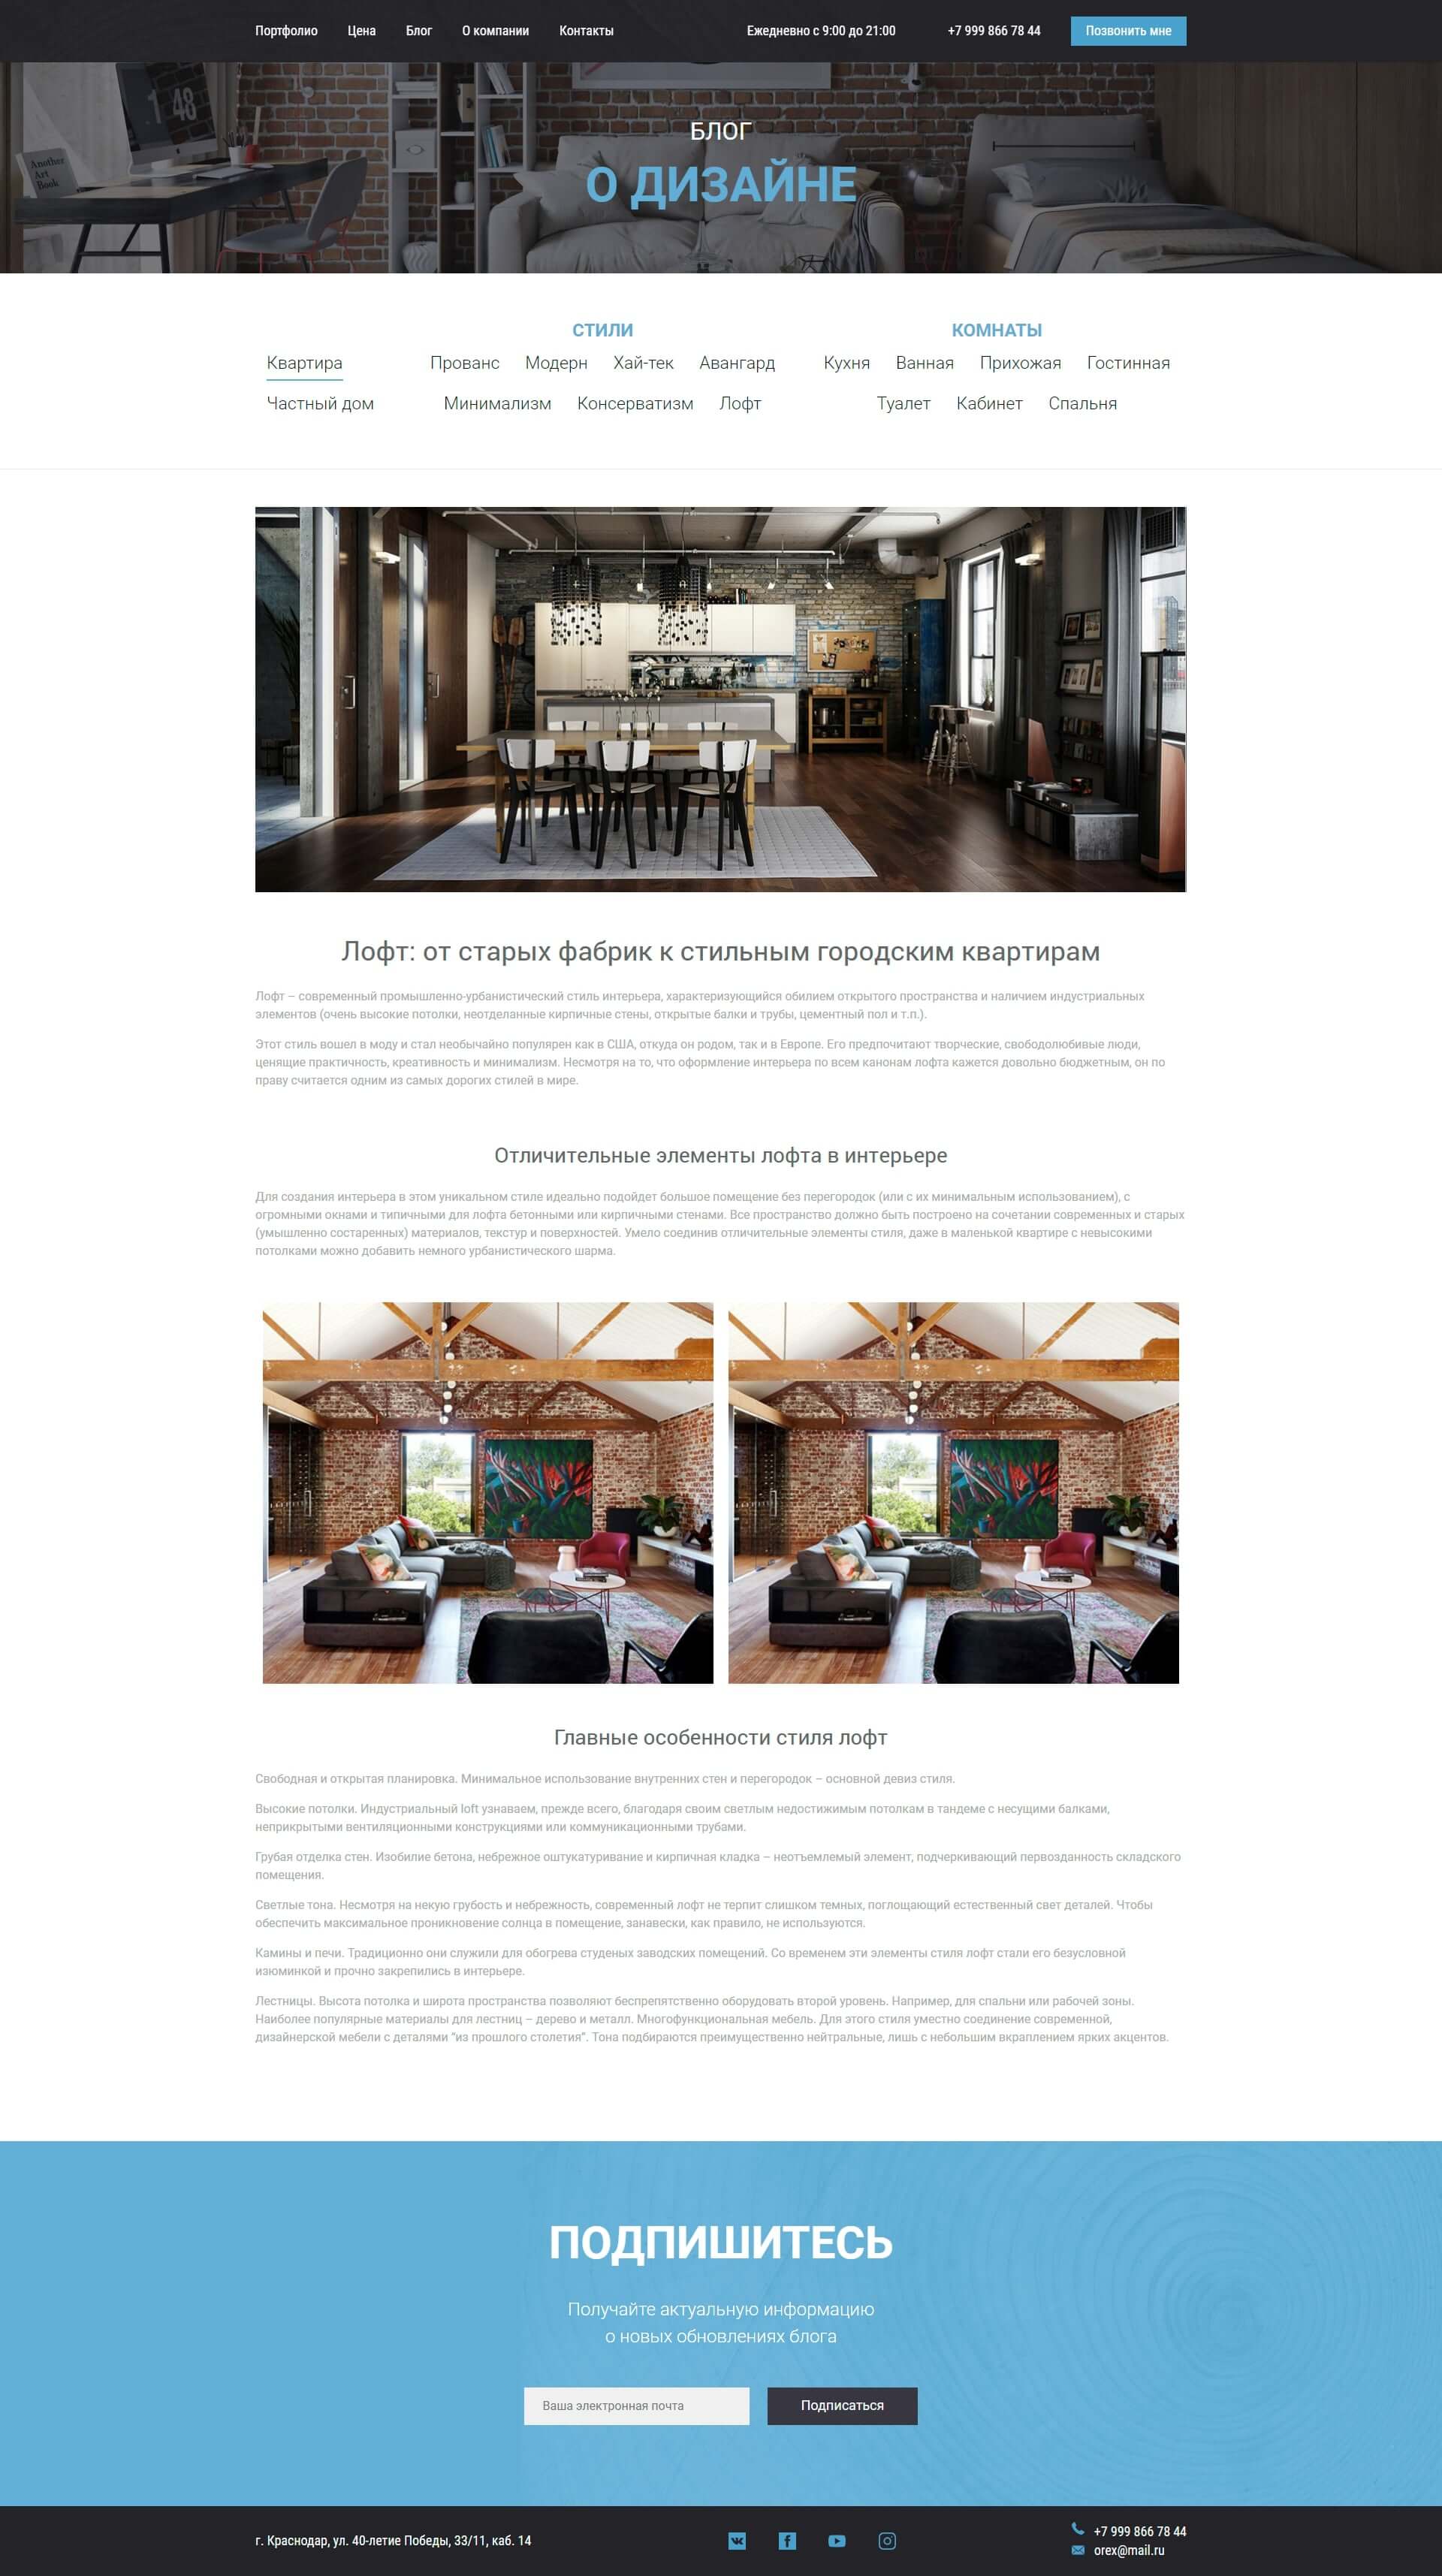 Портфолио Цена Блог О компании Контакты Ежедневно с 9:00 до 21:00 +7 999 866 78 44 Позвонить мне
БЛОГ
О ДИЗАЙНЕ
Another
Art
Book
48
СТИЛИ КОМНАТЫ
Квартира Прованс Модерн Хай-тек Авангард Кухня Ванная Прихожая Гостинная
Частный дом Минимализм Консерватизм Лофт Туалет Кабинет Спальня
Лофт: от старых фабрик к стильным городским квартирам
Лофт – современный промышленно-урбанистический стиль интерьера, характеризующийся обилием открытого пространства и наличием индустриальных
элементов (очень высокие потолки, неотделанные кирпичные стены, открытые балки и трубы, цементный пол и т.п.).
Этот стиль вошел в моду и стал необычайно популярен как в США, откуда он родом, так и в Европе. Его предпочитают творческие, свободолюбивые люди,
ценящие практичность, креативность и минимализм. Несмотря на то, что оформление интерьера по всем канонам лофта кажется довольно бюджетным, он по
праву считается одним из самых дорогих стилей в мире.
Отличительные элементы лофта в интерьере
Для создания интерьера в этом уникальном стиле идеально подойдет большое помещение без перегородок (или с их минимальным использованием), с
огромными окнами и типичными для лофта бетонными или кирпичными стенами. Все пространство должно быть построено на сочетании современных и старых
(умышленно состаренных) материалов, текстур и поверхностей. Умело соединив отличительные элементы стиля, даже в маленькой квартире с невысокими
потолками можно добавить немного урбанистического шарма.
Главные особенности стиля лофт
Свободная и открытая планировка. Минимальное использование внутренних стен и перегородок – основной девиз стиля.
Высокие потолки. Индустриальный loft узнаваем, прежде всего, благодаря своим светлым недостижимым потолкам в тандеме с несущими балками,
неприкрытыми вентиляционными конструкциями или коммуникационными трубами.
Грубая отделка стен. Изобилие бетона, небрежное оштукатуривание и кирпичная кладка – неотъемлемый элемент, подчеркивающий первозданность складского
помещения.
Светлые тона. Несмотря на некую грубость и небрежность, современный лофт не терпит слишком темных, поглощающий естественный свет деталей. Чтобы
обеспечить максимальное проникновение солнца в помещение, занавески, как правило, не используются.
Камины и печи. Традиционно они служили для обогрева студеных заводских помещений. Со временем эти элементы стиля лофт стали его безусловной
изюминкой и прочно закрепились в интерьере.
Лестницы. Высота потолка и широта пространства позволяют беспрепятственно оборудовать второй уровень. Например, для спальни или рабочей зоны.
Наиболее популярные материалы для лестниц – дерево и металл. Многофункциональная мебель. Для этого стиля уместно соединение современной,
дизайнерской мебели с деталями “из прошлого столетия”. Тона подбираются преимущественно нейтральные, лишь с небольшим вкраплением ярких акцентов.
ПОДПИШИТЕСЬ
Получайте актуальную информацию
о новых обновлениях блога
Ваша электронная почта Подписаться
г. Краснодар, ул. 40-летие Победы, 33/11, каб. 14 +7 999 866 78 44
orex@mail.ru